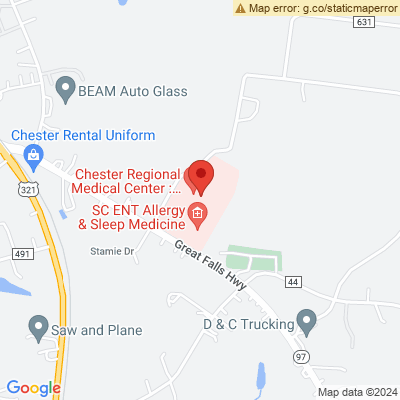 Map error: g.co/staticmaperror
631
BEAM Auto Glass
Chester Rental Uniform
321
Chester Regional
Medical Center :...
SC ENT Allergy
& Sleep Medicine
491
Stamie Dr
Great Falls Hwy
44
Saw and Plane
D & C Trucking
97
Google
Map data ©2024